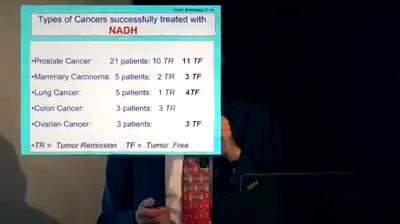 Types of Cancers successfully treated with
NADH
•Prostate Cancer: 21 patients: 10 TR 11 TF
•Mammary Carcinoma: 5 patients: 2 TR 3 TF
•Lung Cancer: 5 patients: 1 TR 4TF
•Colon Cancer: 3 patients: 3 TR
•Ovarian Cancer: 3 patients: 3 TF
•TR = Tumor Remission TF = Tumor Free